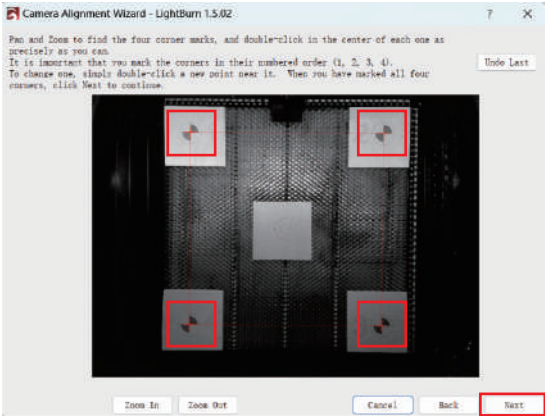 Camera Alignment Wizard - LightBurn 1.5.02
Pan and Zoom to find the four corner marks, and double-click in the center of each one as
precisely as you can.
It is important that you mark the corners in their numbered order (1, 2, 3, 4).
To change one, simply double-click a new point near it. When you have marked all four
corners, click Next to continue.
Undo Last
Zoom In
Zoom Out
Cancel
Back
Next